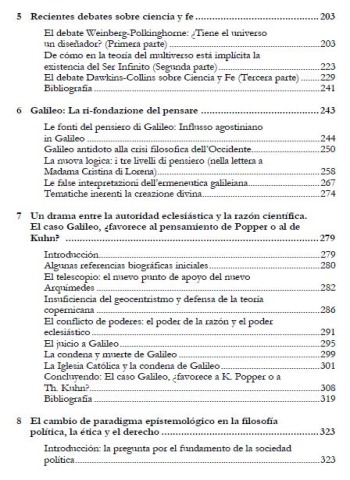 5 Recientes debates sobre ciencia y fe ........................................ 203
El debate Weinberg-Polkinghorne: ¿Tiene el universo
un diseñador? (Primera parte) ........................................ 203
De cómo en la teoría del multiverso está implícita la
existencia del Ser Infinito (Segunda parte) ........................................ 223
El debate Dawkins-Collins sobre Ciencia y Fe (Tercera parte) ....... 229
Bibliografía ........................................ 241
6 Galileo: La ri-fondazione del pensare ........................................ 243
Le fonti del pensiero di Galileo: Influso agostiniano
in Galileo ........................................ 244
Galileo antidoto alla crisi filosofica dell'Occidente ................ 250
La nuova logica: i tre livelli di pensiero (nella lettera a
Madama Cristina di Lorena) ........................................ 258
Le false interpretazioni dell'ermeneutica galileiana ................ 267
Tematiche inerenti la creazione divina ........................................ 274
7 Un drama entre la autoridad eclesiástica y la razón científica.
El caso Galileo, ¿favorece al pensamiento de Popper o al de
Kuhn? ........................................ 279
Introducción ........................................ 279
Algunas referencias biográficas iniciales ........................................ 280
El telescopio: el nuevo punto de apoyo del nuevo
Arquímedes ........................................ 282
Insuficiencia del geocentrismo y defensa de la teoría
copernicana ........................................ 286
El conflicto de poderes: el poder de la razón y el poder
eclesiástico ........................................ 291
El juicio a Galileo ........................................ 295
La condena y muerte de Galileo ........................................ 299
La Iglesia Católica y la condena de Galileo ........................................ 301
Concluyendo: El caso Galileo, ¿favorece a K. Popper o a
Th. Kuhn? ........................................ 308
Bibliografía ........................................ 319
8 El cambio de paradigma epistemológico en la filosofía
política, la ética y el derecho ........................................ 323
Introducción: la pregunta por el fundamento de la sociedad
política ........................................ 323